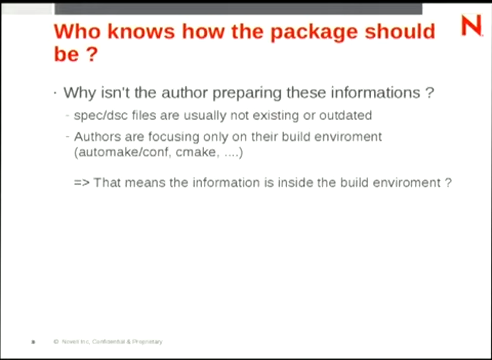 Who knows how the package should
be ?
N
· Why isn't the author preparing these informations ?
- spec/dsc files are usually not existing or outdated
- Authors are focusing only on their build enviroment
(automake/conf, cmake, ....)
=> That means the information is inside the build enviroment ?
© Novell Inc, Confidential & Proprietary